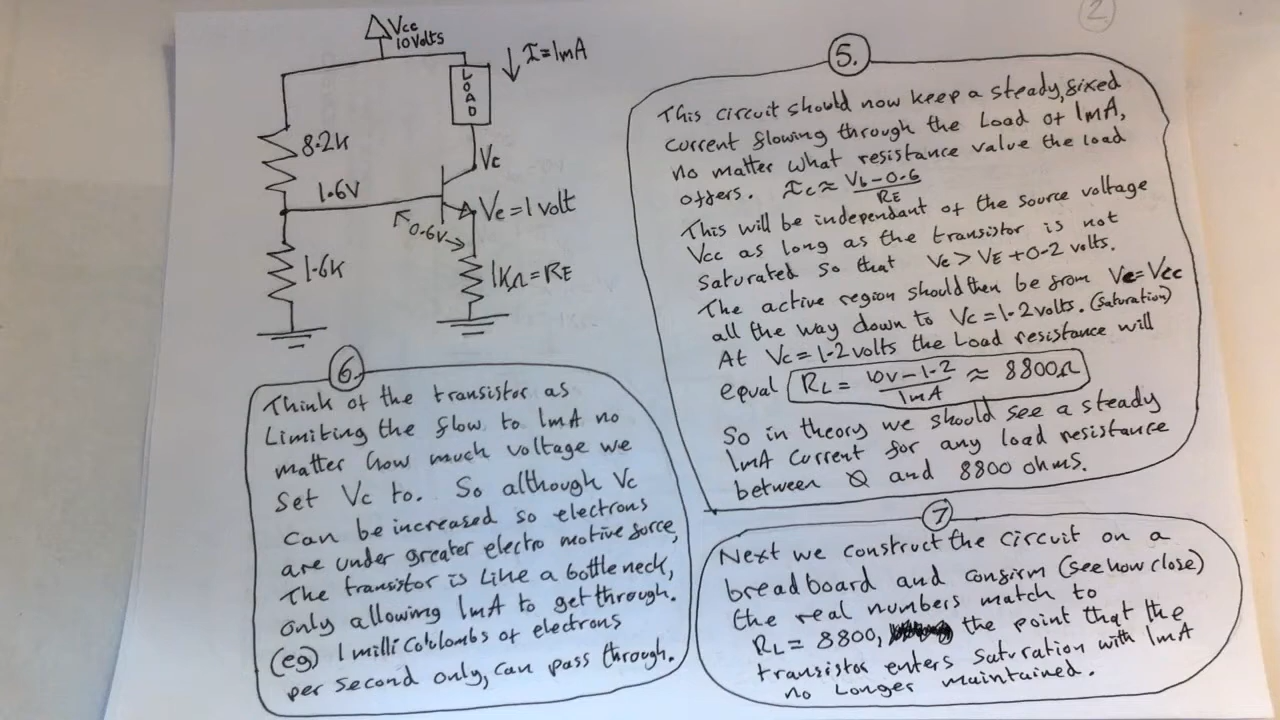 2
Vcc
10Volts
I=1mA
LOAD
8.2K
Vc
1.6V
Ve=1 volt
0.6V
1.6K
1KΩ=RE
5.
This circuit should now keep a steady, fixed
current flowing through the Load of 1mA,
no matter what resistance value the load
offers. Ic≈ Vb-0.6
RE
This will be independant of the source voltage
Vcc as long as the transistor is not
saturated so that Vc > VE+0.2 volts.
The active region should then be from Vc=Vcc
all the way down to Vc=1.2volts. (saturation)
At Vc=1.2 volts the Load resistance will
equal RL = 10v-1.2 ≈ 8800Ω
1mA
So in theory we should see a steady
1mA current for any load resistance
between 0 and 8800 ohms.
6.
Think of the transistor as
Limiting the flow to 1mA no
matter how much voltage we
set Vc to. So although Vc
can be increased so electrons
are under greater electro motive force,
The transistor is like a bottle neck,
only allowing 1mA to get through.
(eg) 1 milli Coulombs of electrons
per second only, can pass through.
7
Next we construct the circuit on a
breadboard and confirm (see how close)
the real numbers match to
RL = 8800, the point that the
transistor enters saturation with 1mA
no longer maintained.